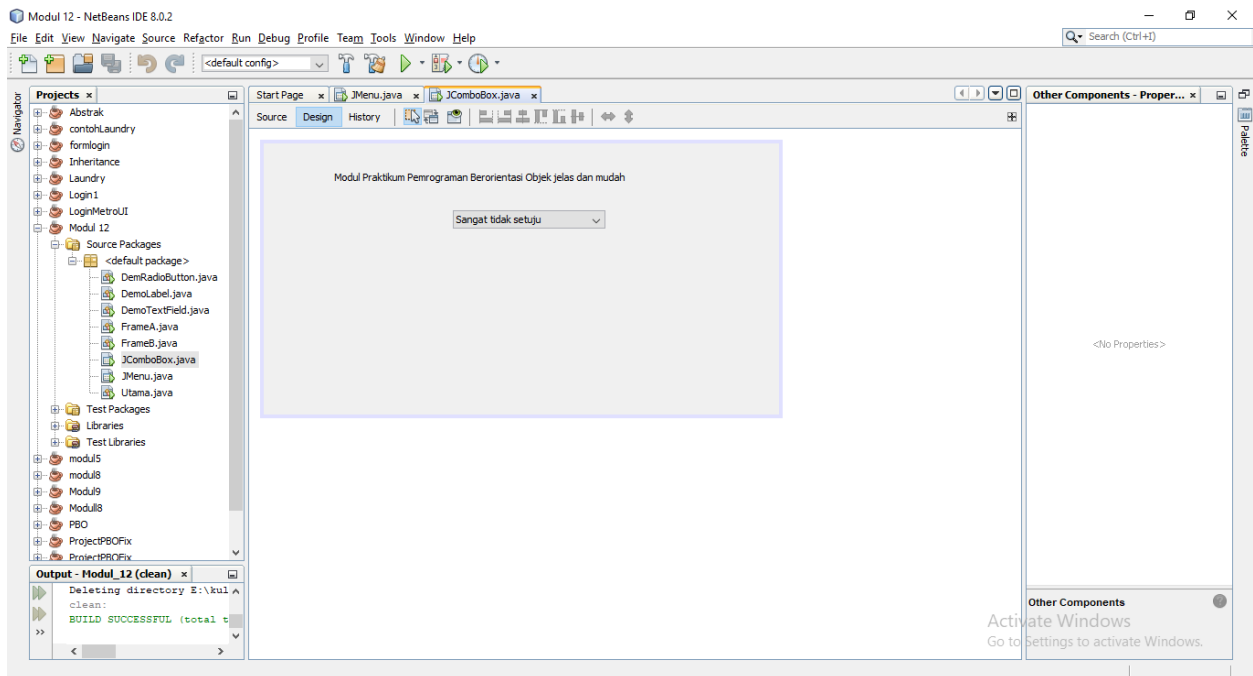 Modul 12 - NetBeans IDE 8.0.2
File Edit View Navigate Source Refactor Run Debug Profile Team Tools Window Help
Search (Ctrl+I)
<default config>
Navigator
Projects
Abstrak
contohLaundry
formlogin
Inheritance
Laundry
Login1
LoginMetroUI
Modul 12
Source Packages
<default package>
DemRadioButton.java
DemoLabel.java
DemoTextField.java
FrameA.java
FrameB.java
JComboBox.java
JMenu.java
Utama.java
Test Packages
Libraries
Test Libraries
modul5
modul8
Modul9
Modull8
PBO
ProjectPBOFix
ProjectPBOFix
Output - Modul_12 (clean)
Deleting directory E:\kul
clean:
BUILD SUCCESSFUL (total t
Start Page JMenu.java JComboBox.java
Source Design History
Modul Praktikum Pemrograman Berorientasi Objek jelas dan mudah
Sangat tidak setuju
Other Components - Proper...
<No Properties>
Other Components
Palette
Activate Windows
Go to Settings to activate Windows.